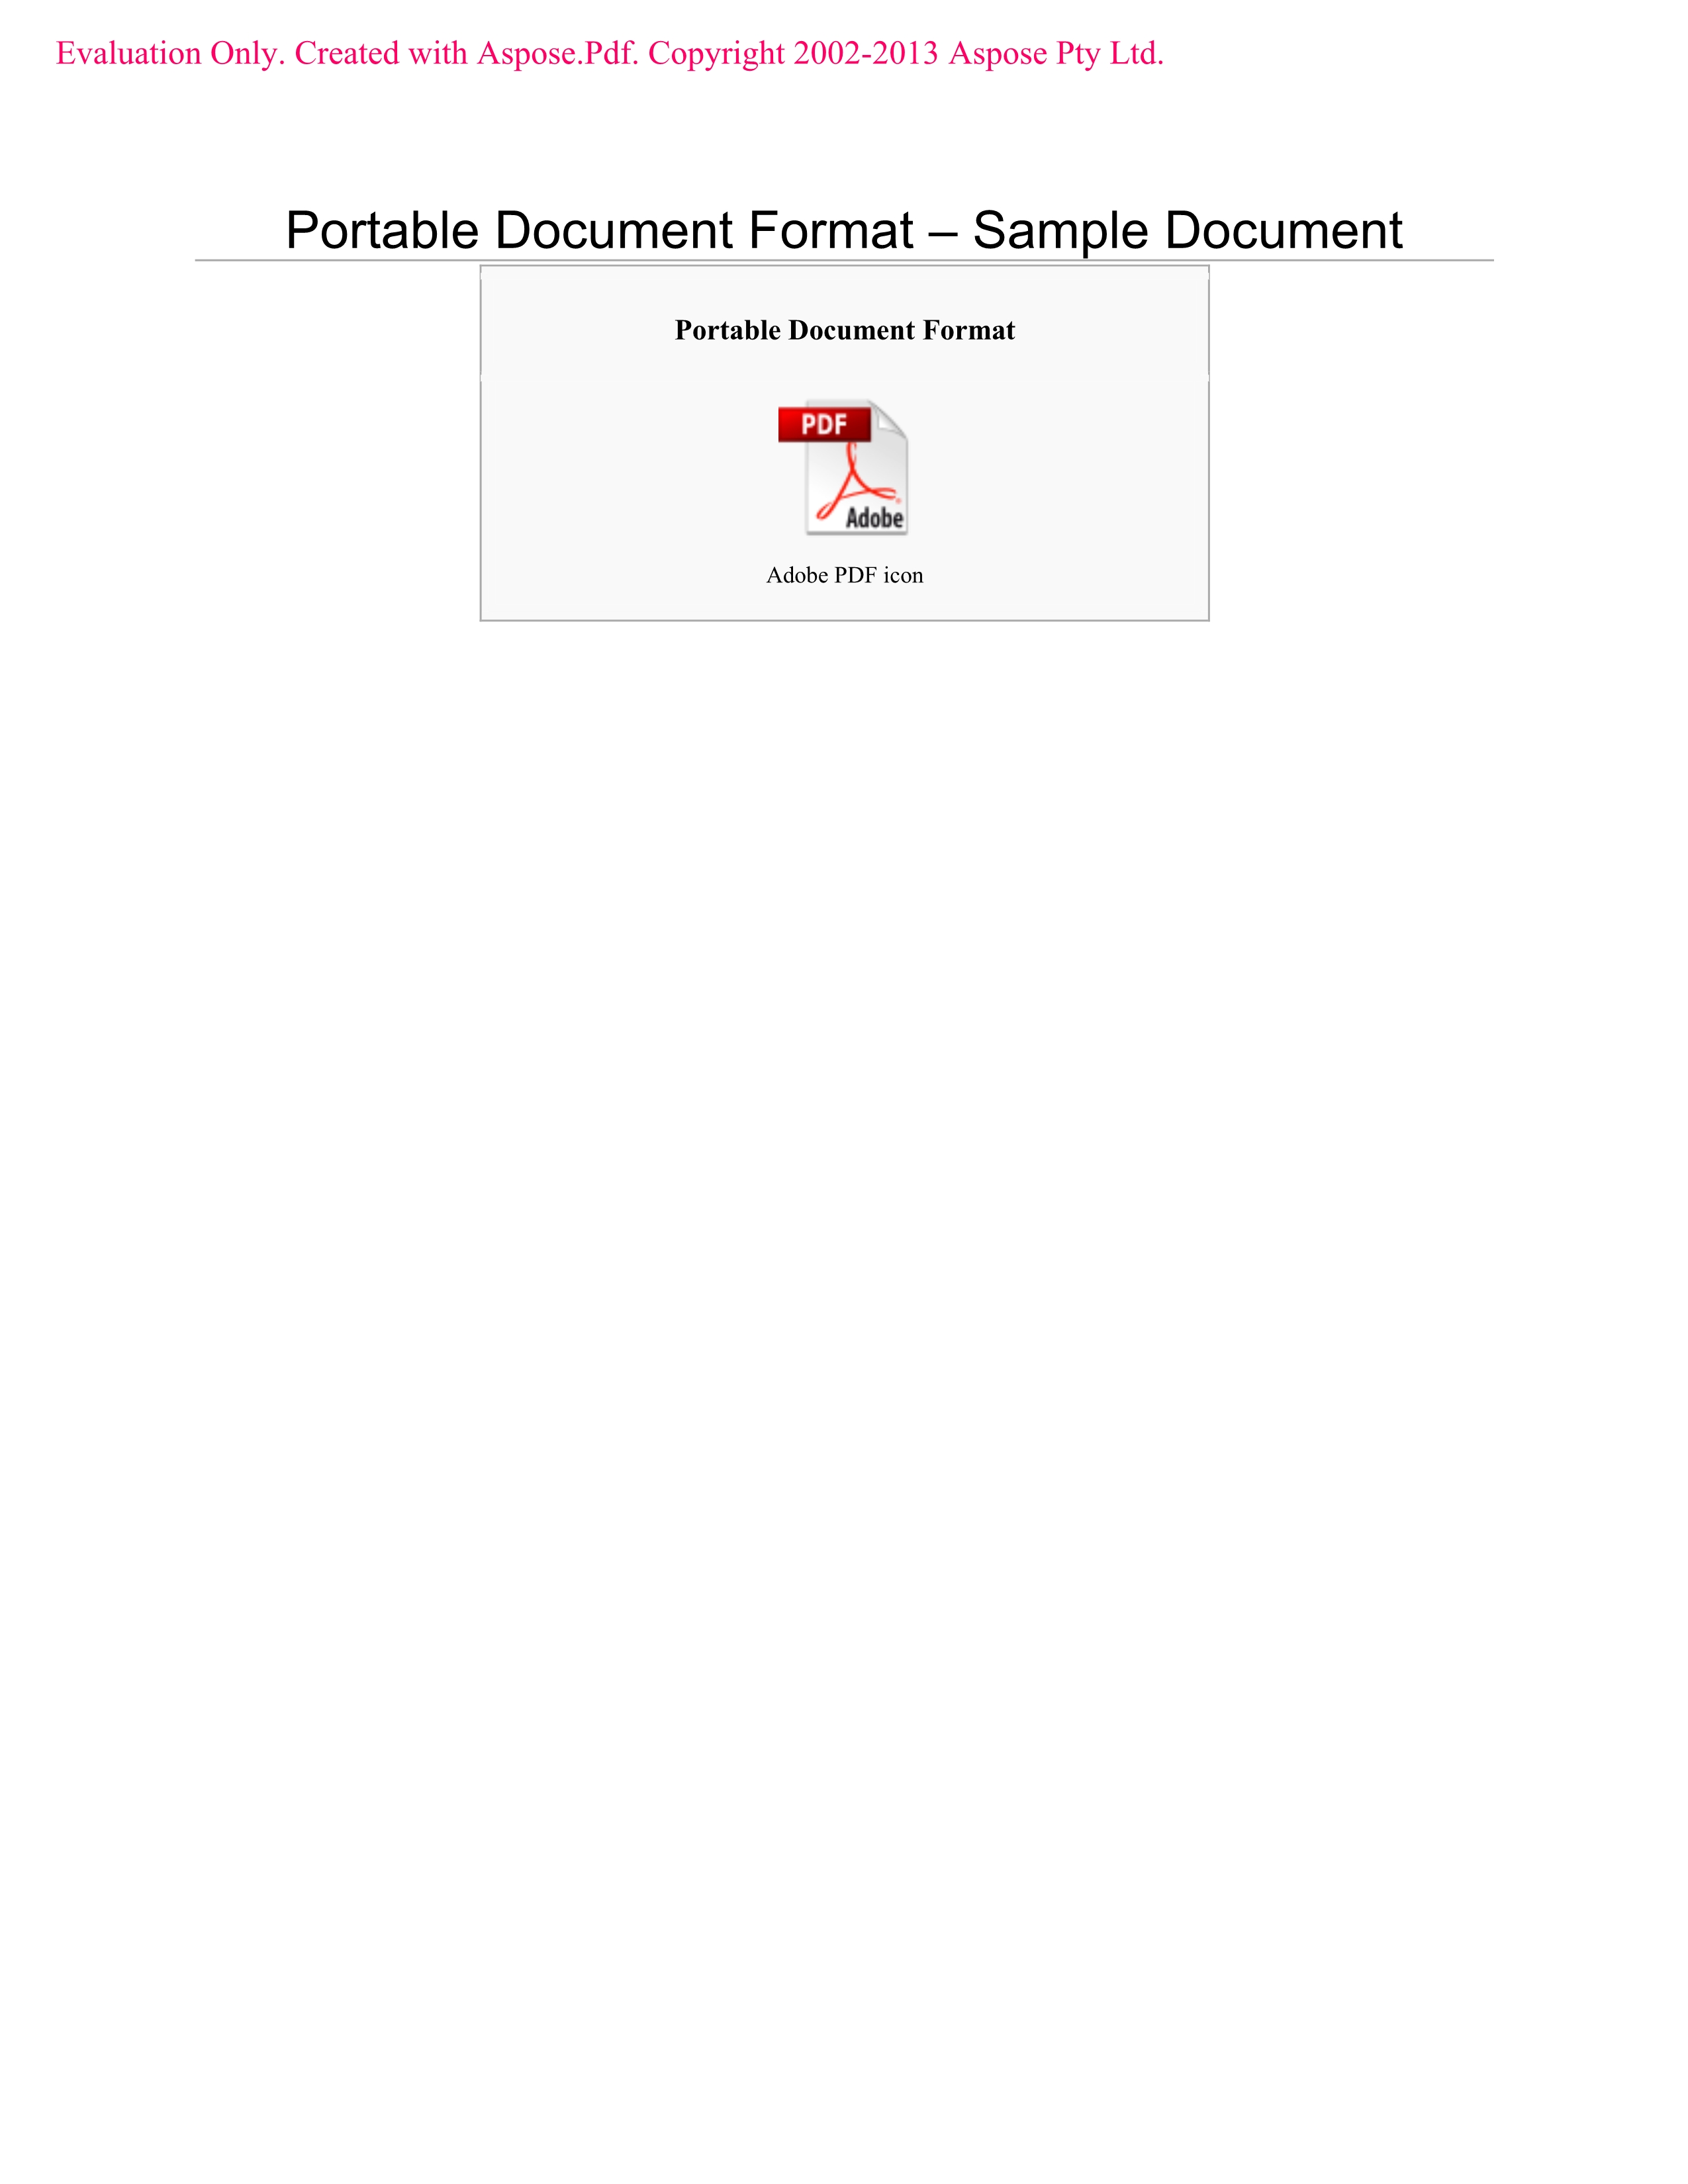 Evaluation Only. Created with Aspose.Pdf. Copyright 2002-2013 Aspose Pty Ltd.
Portable Document Format – Sample Document
Portable Document Format
PDF
Adobe
Adobe PDF icon